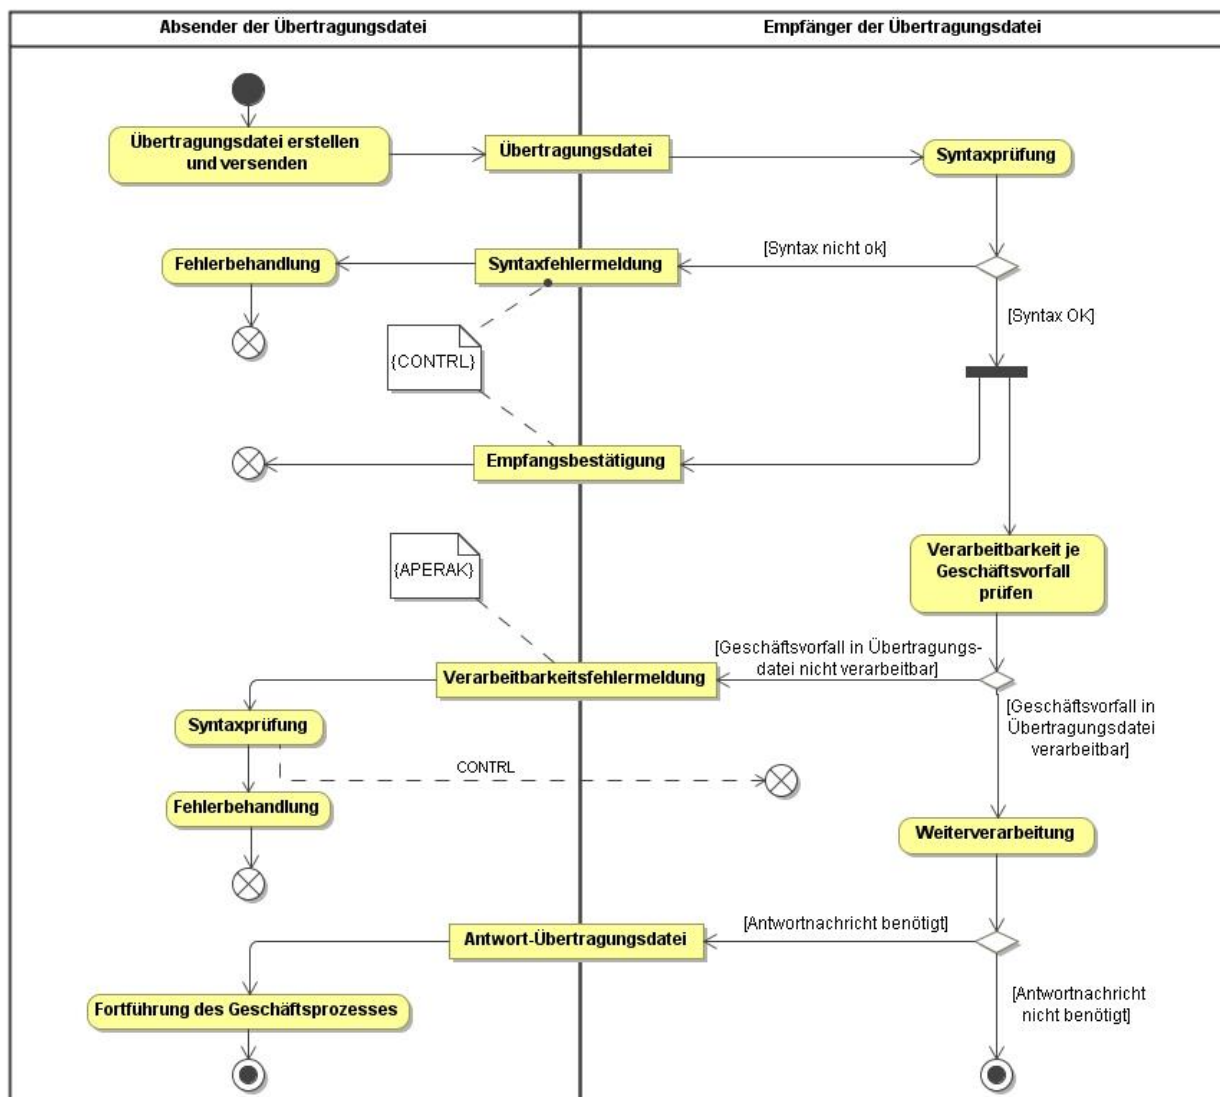 Absender der Übertragungsdatei
Empfänger der Übertragungsdatei
Übertragungsdatei erstellen
und versenden
Übertragungsdatei
Syntaxprüfung
[Syntax nicht ok]
Fehlerbehandlung
Syntaxfehlermeldung
[Syntax OK]
{CONTRL}
Empfangsbestätigung
{APERAK}
Verarbeitbarkeit je
Geschäftsvorfall
prüfen
[Geschäftsvorfall in Übertragungs-
datei nicht verarbeitbar]
Verarbeitbarkeitsfehlermeldung
[Geschäftsvorfall in
Übertragungsdatei
verarbeitbar]
Syntaxprüfung
CONTRL
Fehlerbehandlung
Weiterverarbeitung
[Antwortnachricht benötigt]
Antwort-Übertragungsdatei
Fortführung des Geschäftsprozesses
[Antwortnachricht
nicht benötigt]